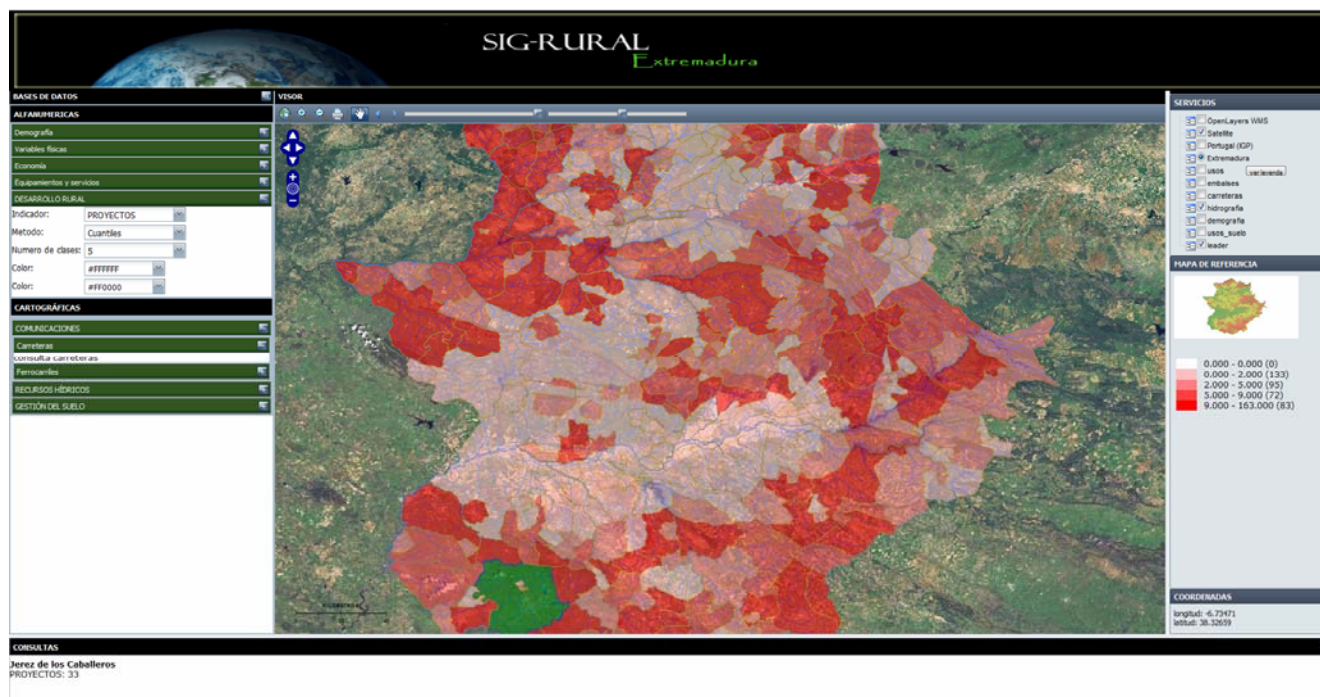 SIG-RURAL
Extremadura
BASES DE DATOS
ALFANUMERICAS
Demografía
Variables físicas
Economía
Equipamientos y servicios
DESARROLLO RURAL
Indicador: PROYECTOS
Metodo: Cuantiles
Numero de clases: 5
Color: #FFFFFF
Color: #FF0000
CARTOGRÁFICAS
COMUNICACIONES
Carreteras
consulta carreteras
Ferrocarriles
RECURSOS HÍDRICOS
GESTIÓN DEL SUELO
VISOR
KILOMETROS
SERVICIOS
OpenLayers WMS
Satelite
Portugal (IGP)
Extremadura
usos
ver leyenda
embalses
carreteras
hidrografia
demografia
usos_suelo
leader
MAPA DE REFERENCIA
0.000 - 0.000 (0)
0.000 - 2.000 (133)
2.000 - 5.000 (95)
5.000 - 9.000 (72)
9.000 - 163.000 (83)
COORDENADAS
longitud: -6.73471
latitud: 38.32659
CONSULTAS
Jerez de los Caballeros
PROYECTOS: 33